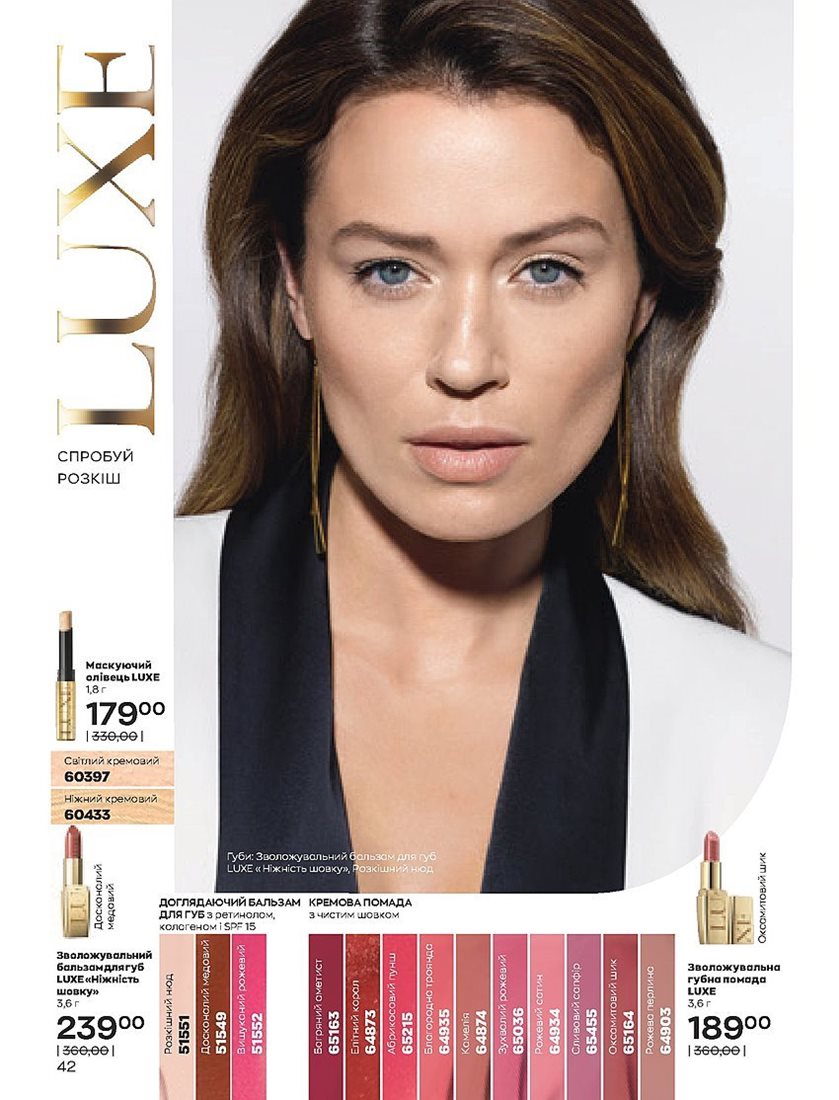 LUXE
СПРОБУЙ
РОЗКІШ
Маскуючий
олівець LUXE
1,8 г
179⁰⁰
| 330,00 |
Світлий кремовий
60397
Ніжний кремовий
60433
Досконалий
медовий
Губи: Зволожувальний бальзам для губ
LUXE «Ніжність шовку», Розкішний нюд
Оксамитовий шик
Зволожувальний
бальзам для губ
LUXE «Ніжність
шовку»
3,6 г
239⁰⁰
| 360,00 |
42
ДОГЛЯДАЮЧИЙ БАЛЬЗАМ
ДЛЯ ГУБ з ретинолом,
колагеном і SPF 15
Розкішний нюд
51551
Досконалий медовий
51549
Вишуканий рожевий
51552
КРЕМОВА ПОМАДА
з чистим шовком
Багряний аметист
65163
Елітний корал
64873
Абрикосовий пунш
65215
Благородна троянда
64935
Камелія
64874
Зухвалий рожевий
65036
Рожевий сатин
64934
Сливовий сапфір
65455
Оксамитовий шик
65164
Рожева перлина
64903
Зволожувальна
губна помада
LUXE
3,6 г
189⁰⁰
| 360,00 |